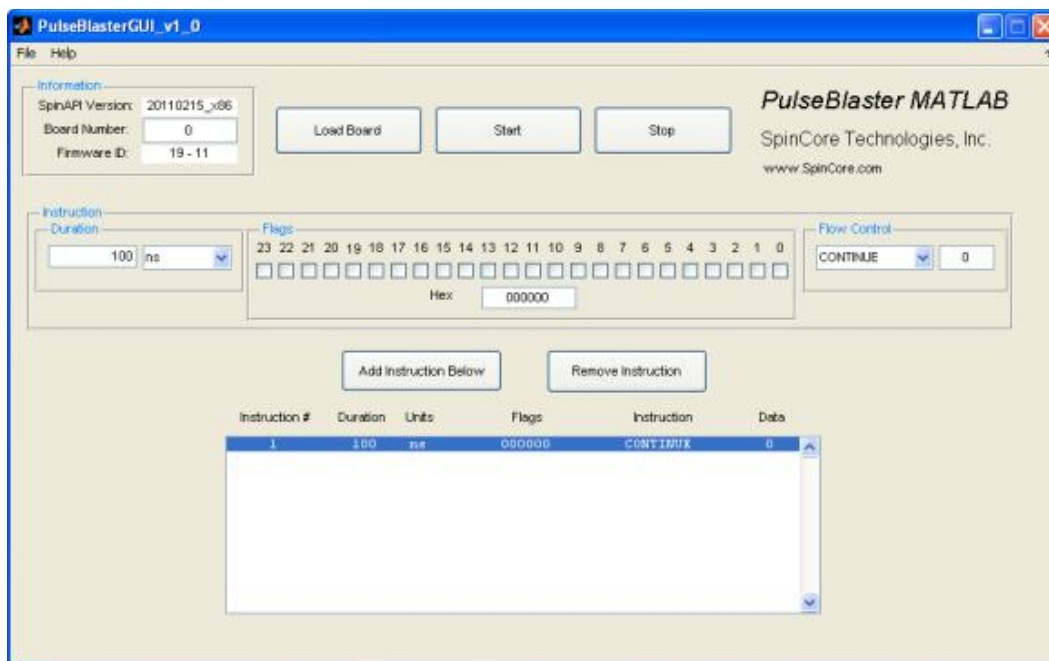 PulseBlasterGUI_v1_0
File Help
Information
SpinAPI Version: 20110215_x86
Board Number: 0
Firmware ID: 19 - 11
Load Board Start Stop
PulseBlaster MATLAB
SpinCore Technologies, Inc.
www.SpinCore.com
Instruction
Duration
100 ns
Flags
23 22 21 20 19 18 17 16 15 14 13 12 11 10 9 8 7 6 5 4 3 2 1 0
Hex 000000
Flow Control
CONTINUE 0
Add Instruction Below Remove Instruction
Instruction # Duration Units Flags Instruction Data
1 100 ns 000000 CONTINUE 0